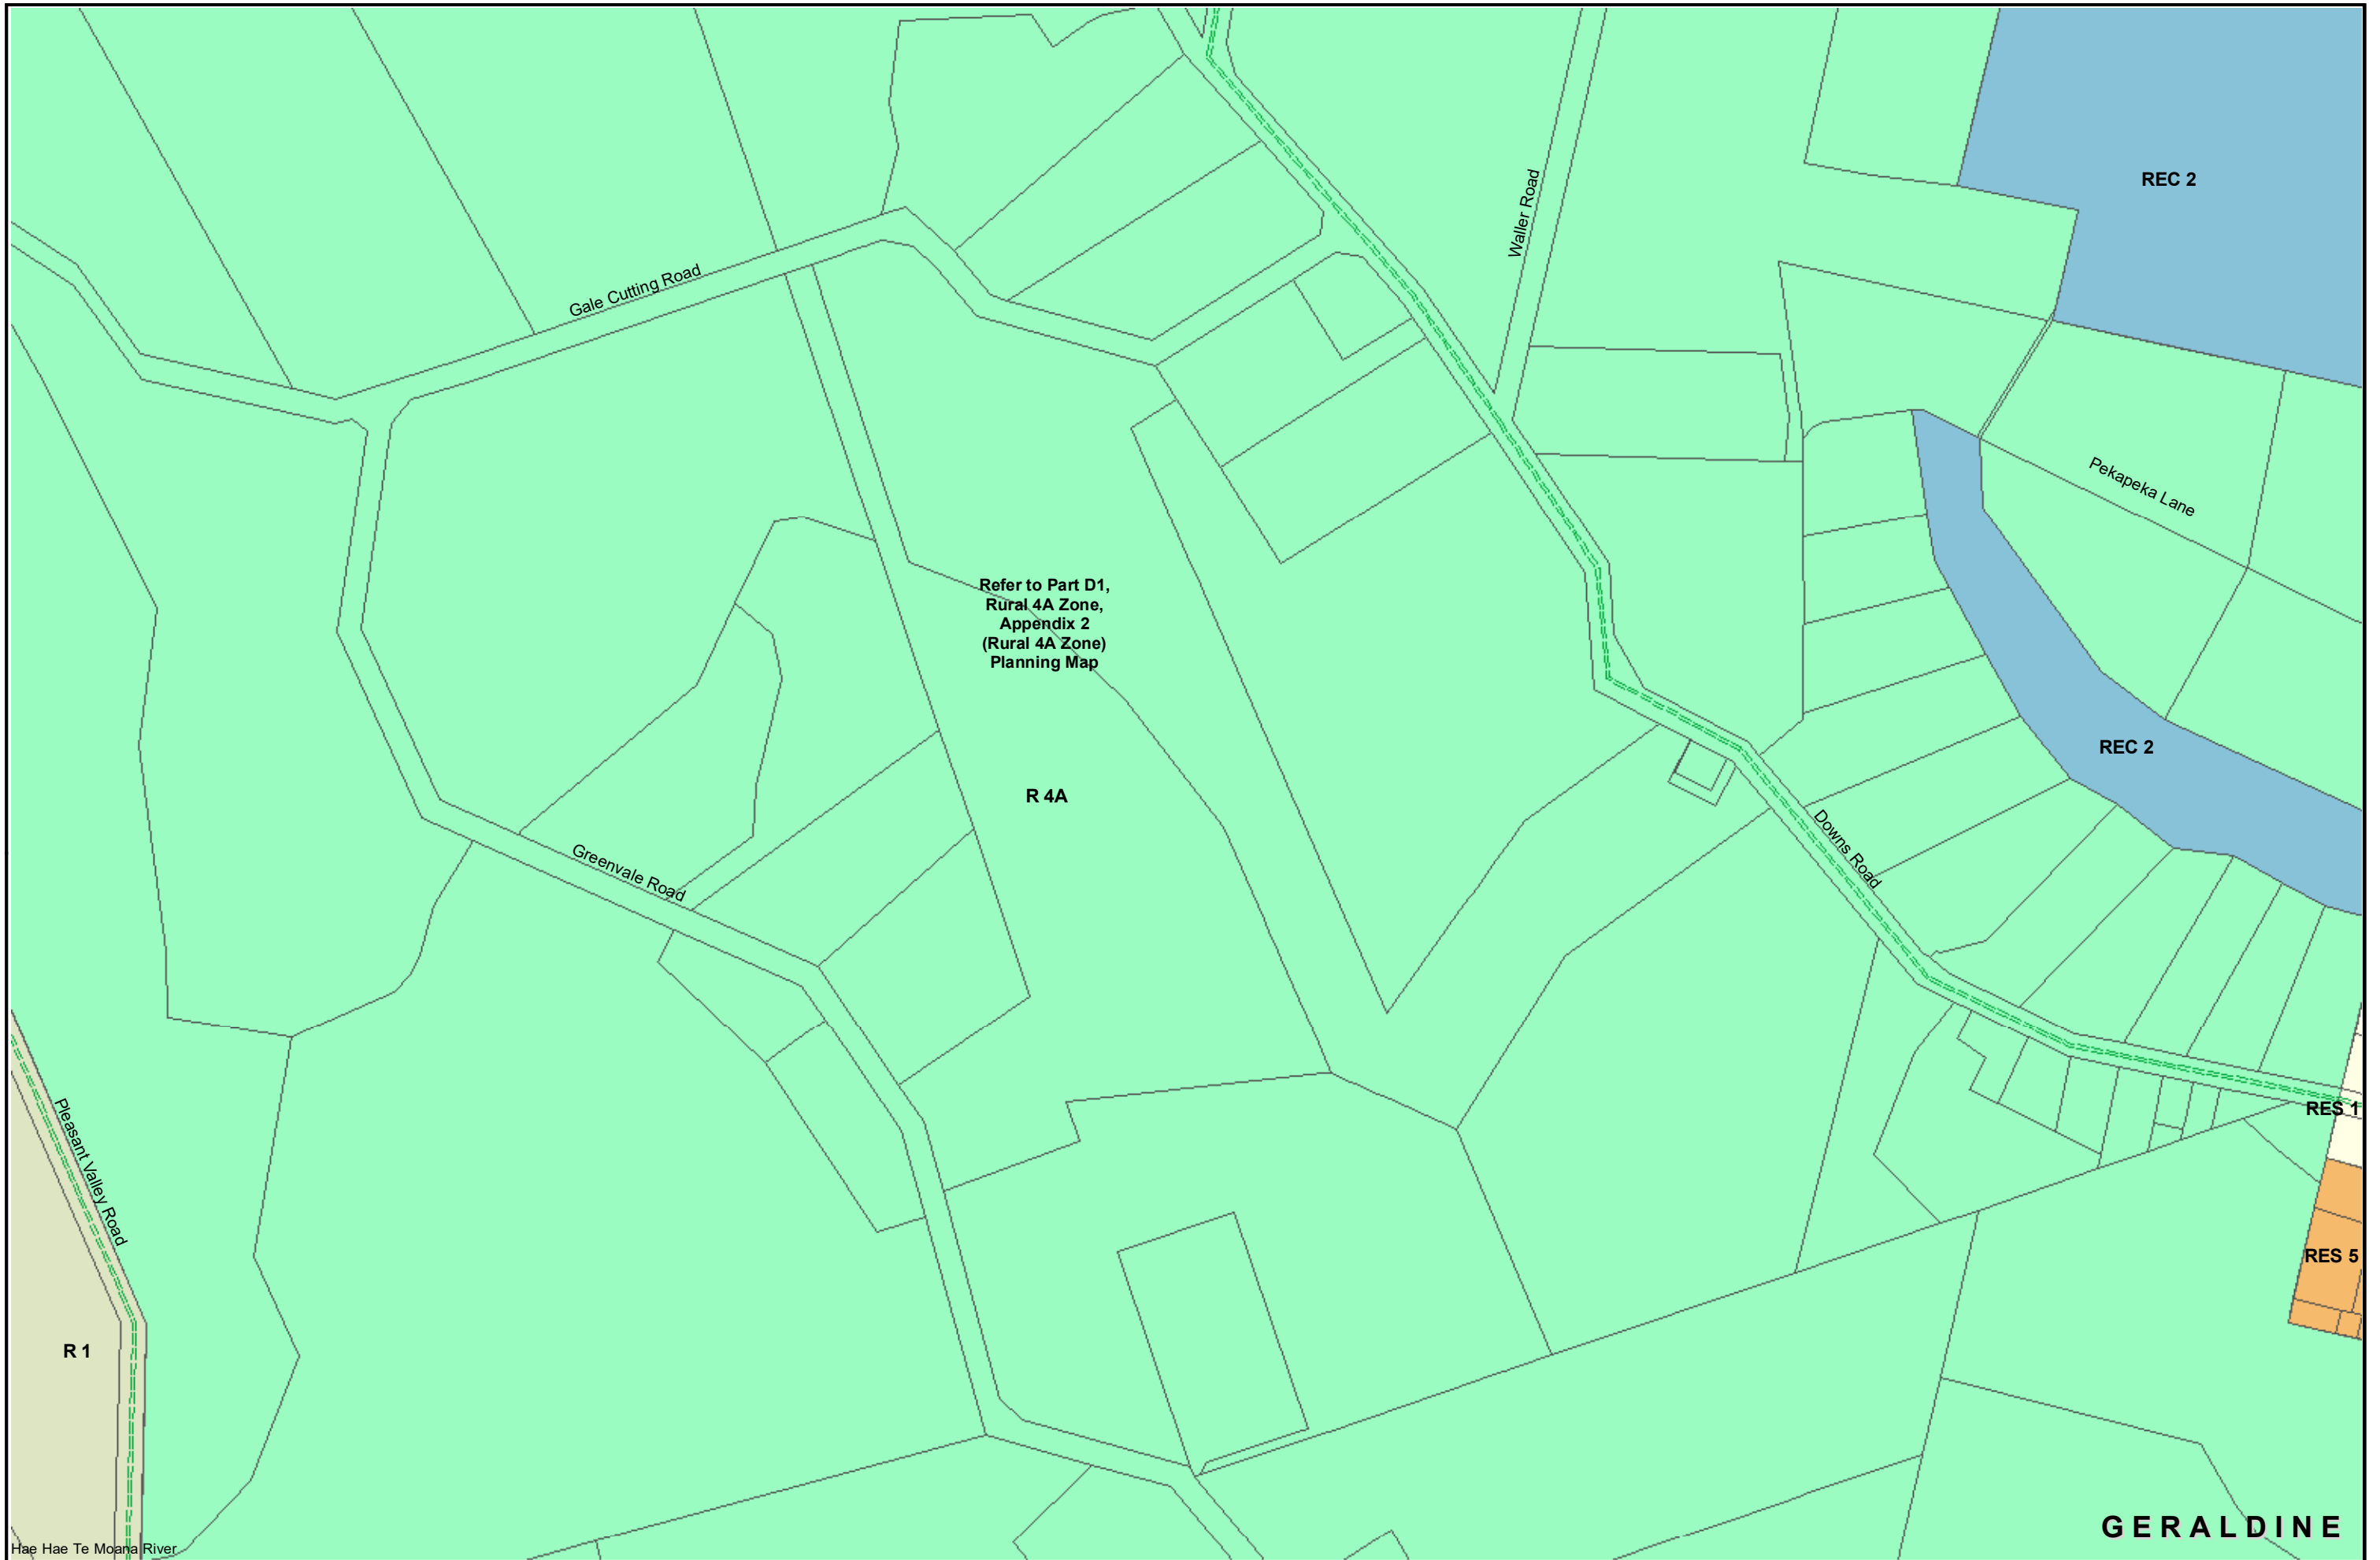 REC 2
Waller Road
Gale Cutting Road
Pekapeka Lane
Refer to Part D1,
Rural 4A Zone,
Appendix 2
(Rural 4A Zone)
Planning Map
REC 2
R 4A
Downs Road
Greenvale Road
RES 1
Pleasant Valley Road
RES 5
R 1
GERALDINE
Hae Hae Te Moana River